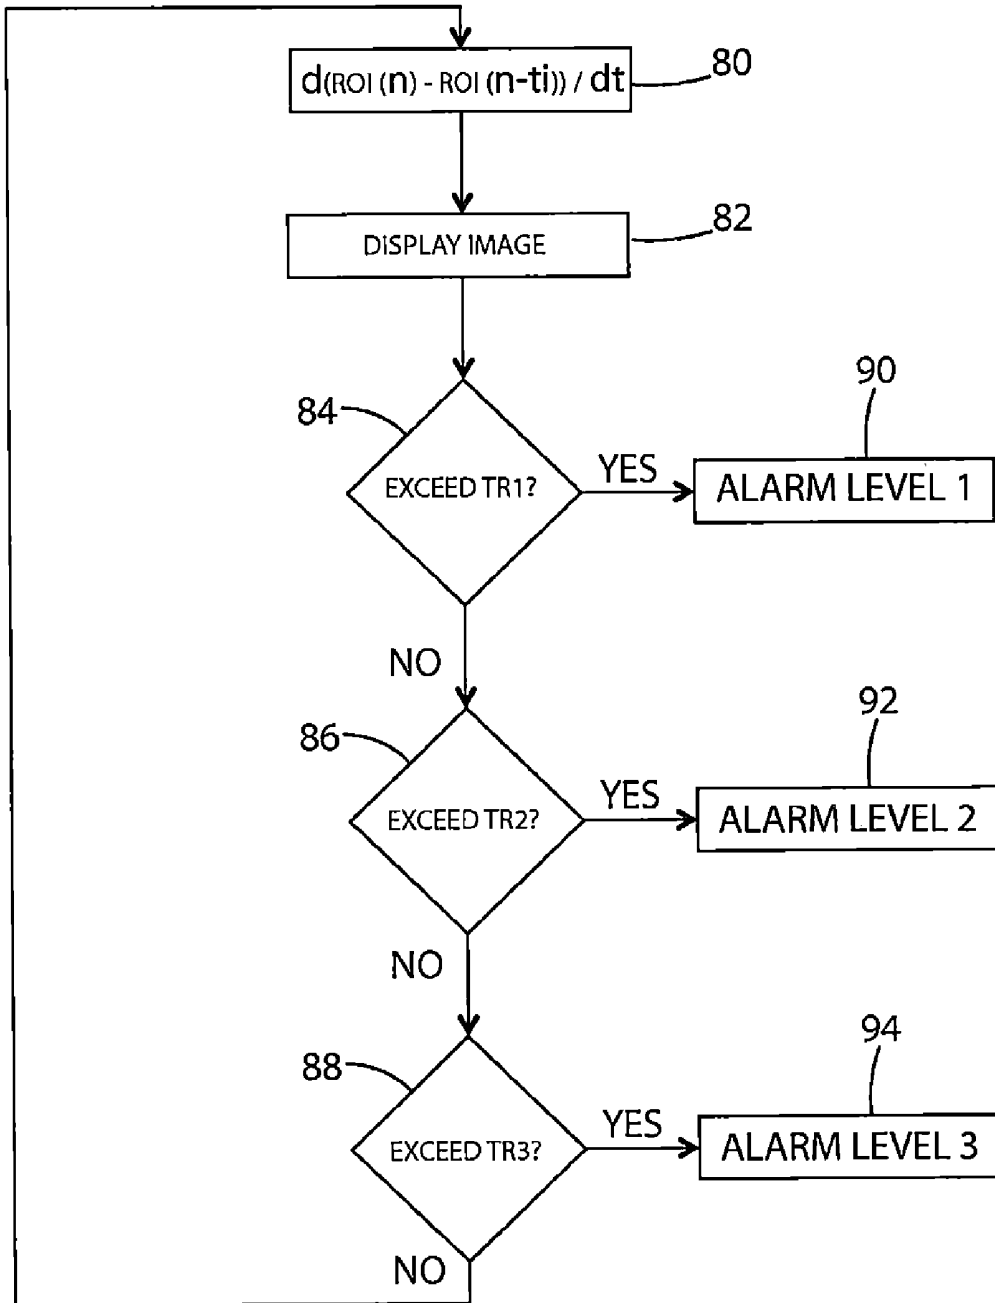 d(ROI (n) - ROI (n-ti)) / dt
80
DISPLAY IMAGE
82
90
84
EXCEED TR1?
YES
ALARM LEVEL 1
NO
92
86
EXCEED TR2?
YES
ALARM LEVEL 2
NO
94
88
EXCEED TR3?
YES
ALARM LEVEL 3
NO